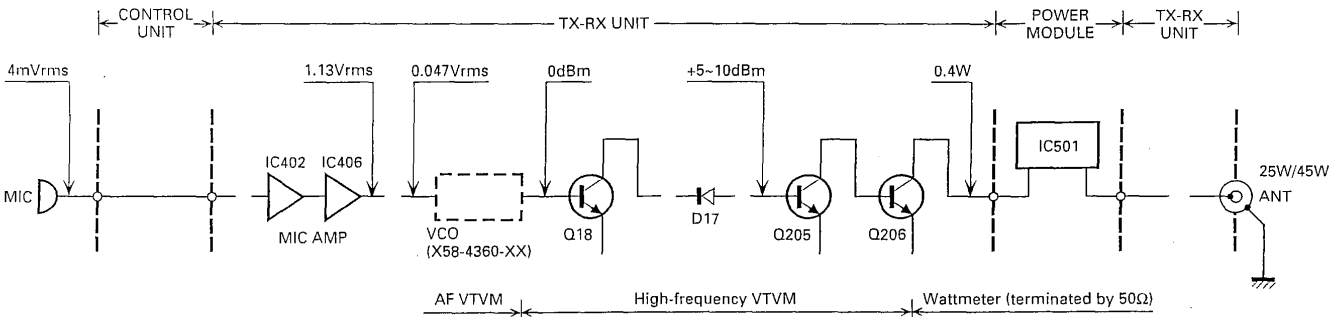 CONTROL
UNIT
TX-RX UNIT
POWER
MODULE
TX-RX
UNIT
4mVrms
1.13Vrms
0.047Vrms
0dBm
+5~10dBm
0.4W
IC402
IC406
IC501
25W/45W
MIC
ANT
D17
MIC AMP
VCO
(X58-4360-XX)
Q18
Q205
Q206
AF VTVM
High-frequency VTVM
Wattmeter (terminated by 50Ω)